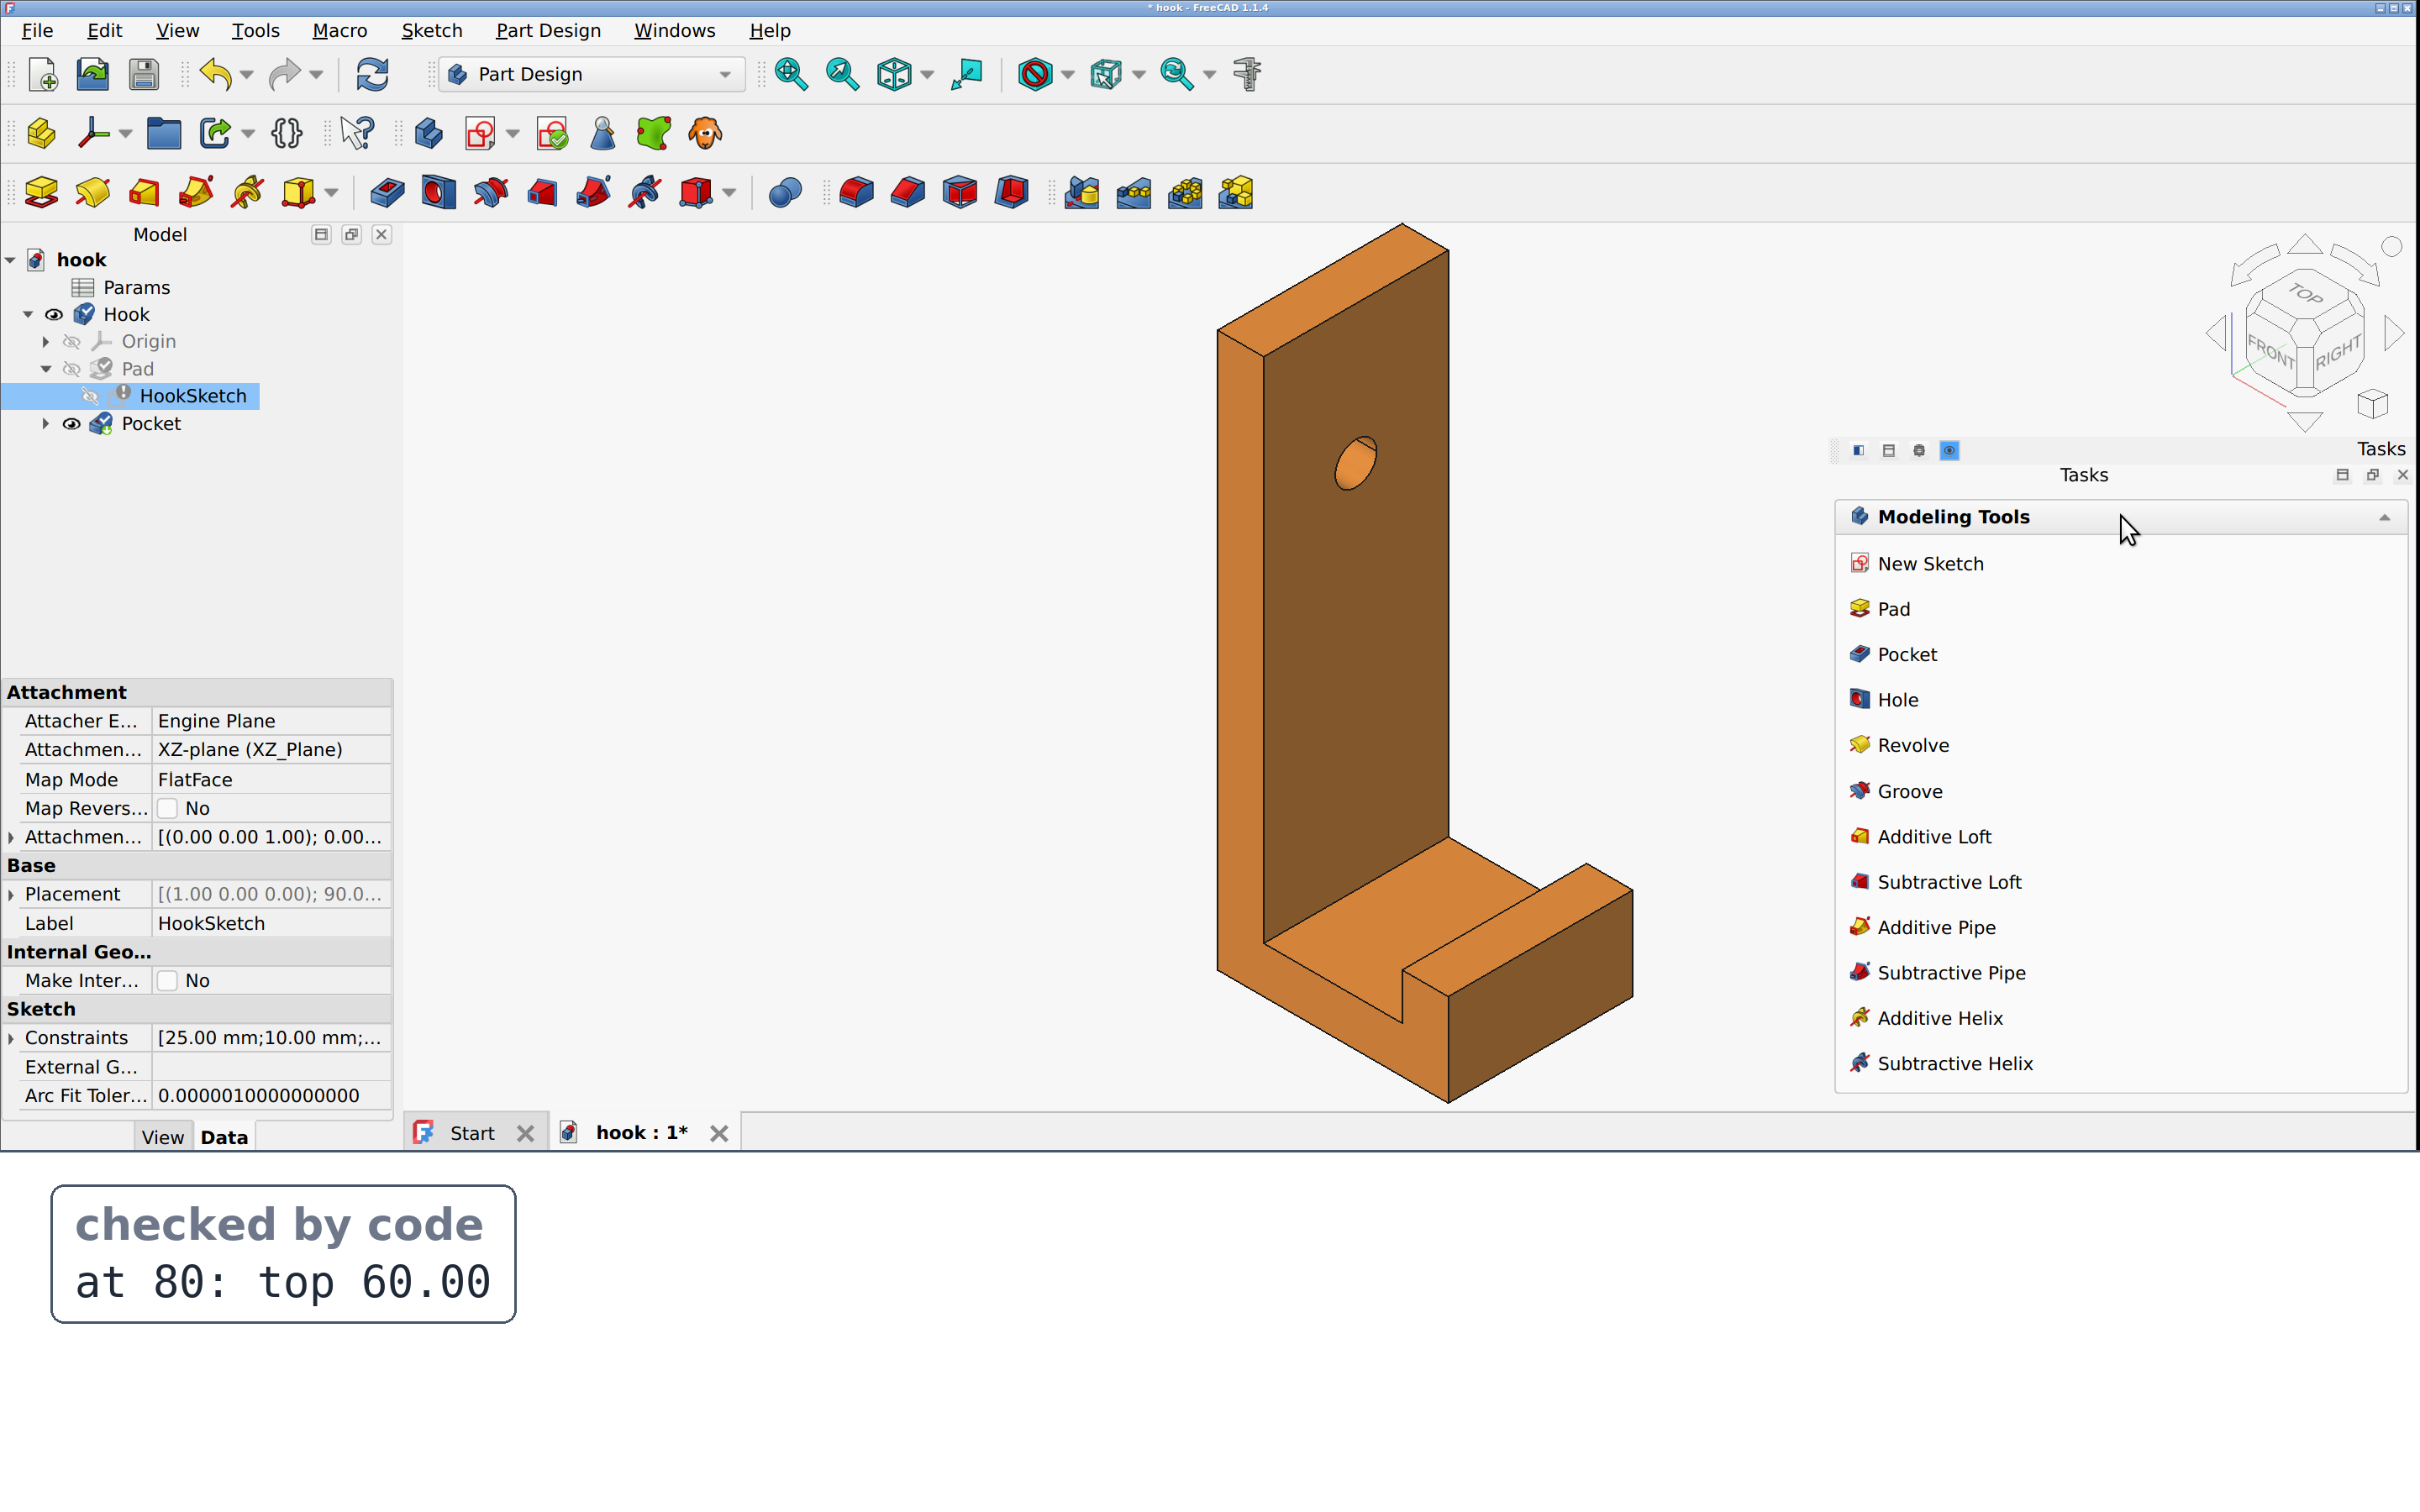 * hook - FreeCAD 1.1.4
File Edit View Tools Macro Sketch Part Design Windows Help
Part Design
Model
hook
Params
Hook
Origin
Pad
HookSketch
Pocket
TOP
FRONT
RIGHT
Tasks
Tasks
Modeling Tools
New Sketch
Pad
Pocket
Hole
Revolve
Groove
Additive Loft
Subtractive Loft
Additive Pipe
Subtractive Pipe
Additive Helix
Subtractive Helix
Attachment
Attacher E... Engine Plane
Attachmen... XZ-plane (XZ_Plane)
Map Mode FlatFace
Map Revers... No
Attachmen... [(0.00 0.00 1.00); 0.00...
Base
Placement [(1.00 0.00 0.00); 90.0...
Label HookSketch
Internal Geo...
Make Inter... No
Sketch
Constraints [25.00 mm;10.00 mm;...
External G...
Arc Fit Toler... 0.0000010000000000
View Data
Start
hook : 1*
checked by code
at 80: top 60.00